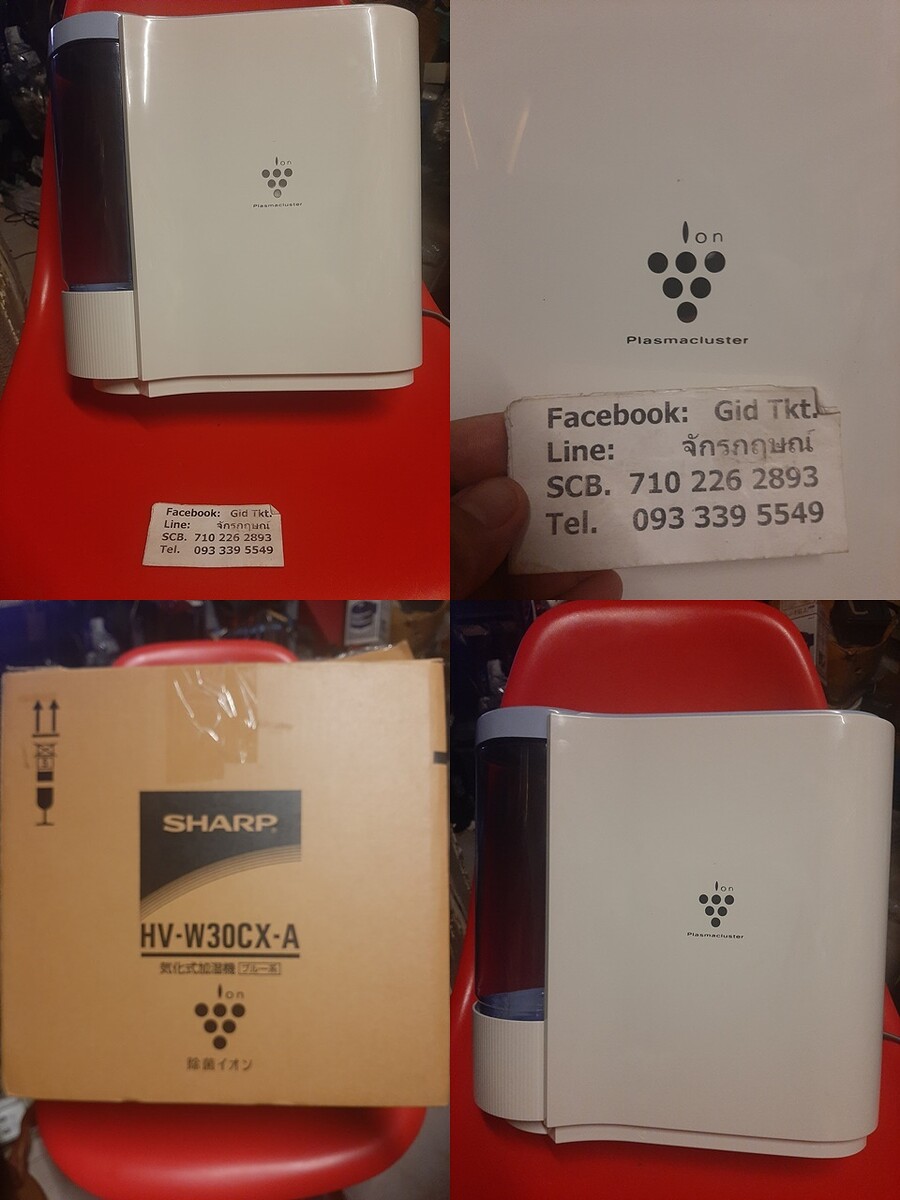 Ion
Plasmacluster
Facebook: Gid Tkt.
Line: จักรกฤษณ์
SCB. 710 226 2893
Tel. 093 339 5549
Ion
Plasmacluster
Facebook: Gid Tkt.
Line: จักรกฤษณ์
SCB. 710 226 2893
Tel. 093 339 5549
SHARP
HV-W30CX-A
気化式加湿機 ブルー系
Ion
除菌イオン
Ion
Plasmacluster